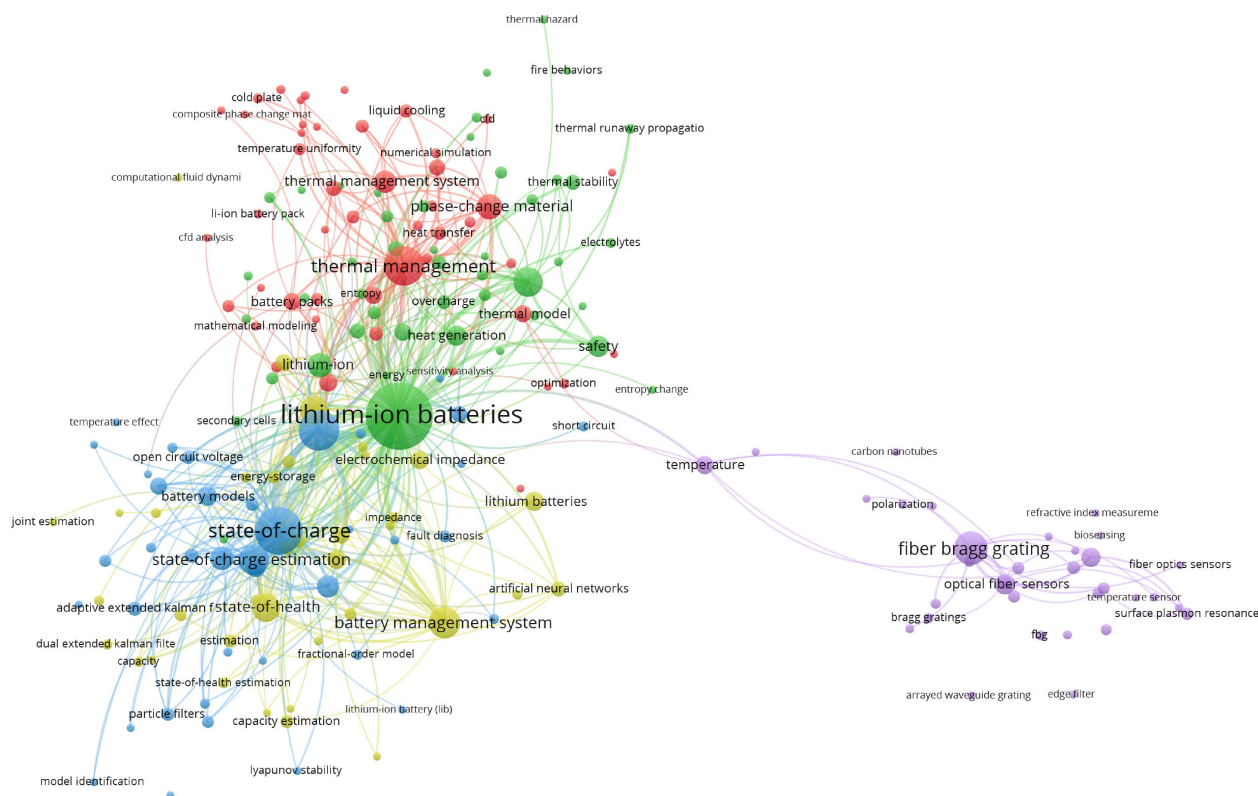 thermal hazard
fire behaviors
cold plate
composite phase change mat
liquid cooling
cfd
thermal runaway propagatio
temperature uniformity
numerical simulation
computational fluid dynami
thermal management system
thermal stability
li-ion battery pack
phase-change material
cfd analysis
heat transfer
electrolytes
thermal management
entropy
battery packs
overcharge
thermal model
mathematical modeling
heat generation
safety
lithium-ion
energy
sensitivity analysis
optimization
entropy change
lithium-ion batteries
temperature effect
secondary cells
short circuit
open circuit voltage
electrochemical impedance
temperature
carbon nanotubes
energy-storage
battery models
lithium batteries
polarization
refractive index measureme
joint estimation
impedance
state-of-charge
fault diagnosis
biosensing
fiber bragg grating
state-of-charge estimation
fiber optics sensors
optical fiber sensors
artificial neural networks
temperature sensor
adaptive extended kalman f
state-of-health
surface plasmon resonance
battery management system
bragg gratings
fbg
dual extended kalman filte
estimation
capacity
fractional-order model
state-of-health estimation
arrayed waveguide grating
edge filter
particle filters
capacity estimation
lithium-ion battery (lib)
lyapunov stability
model identification